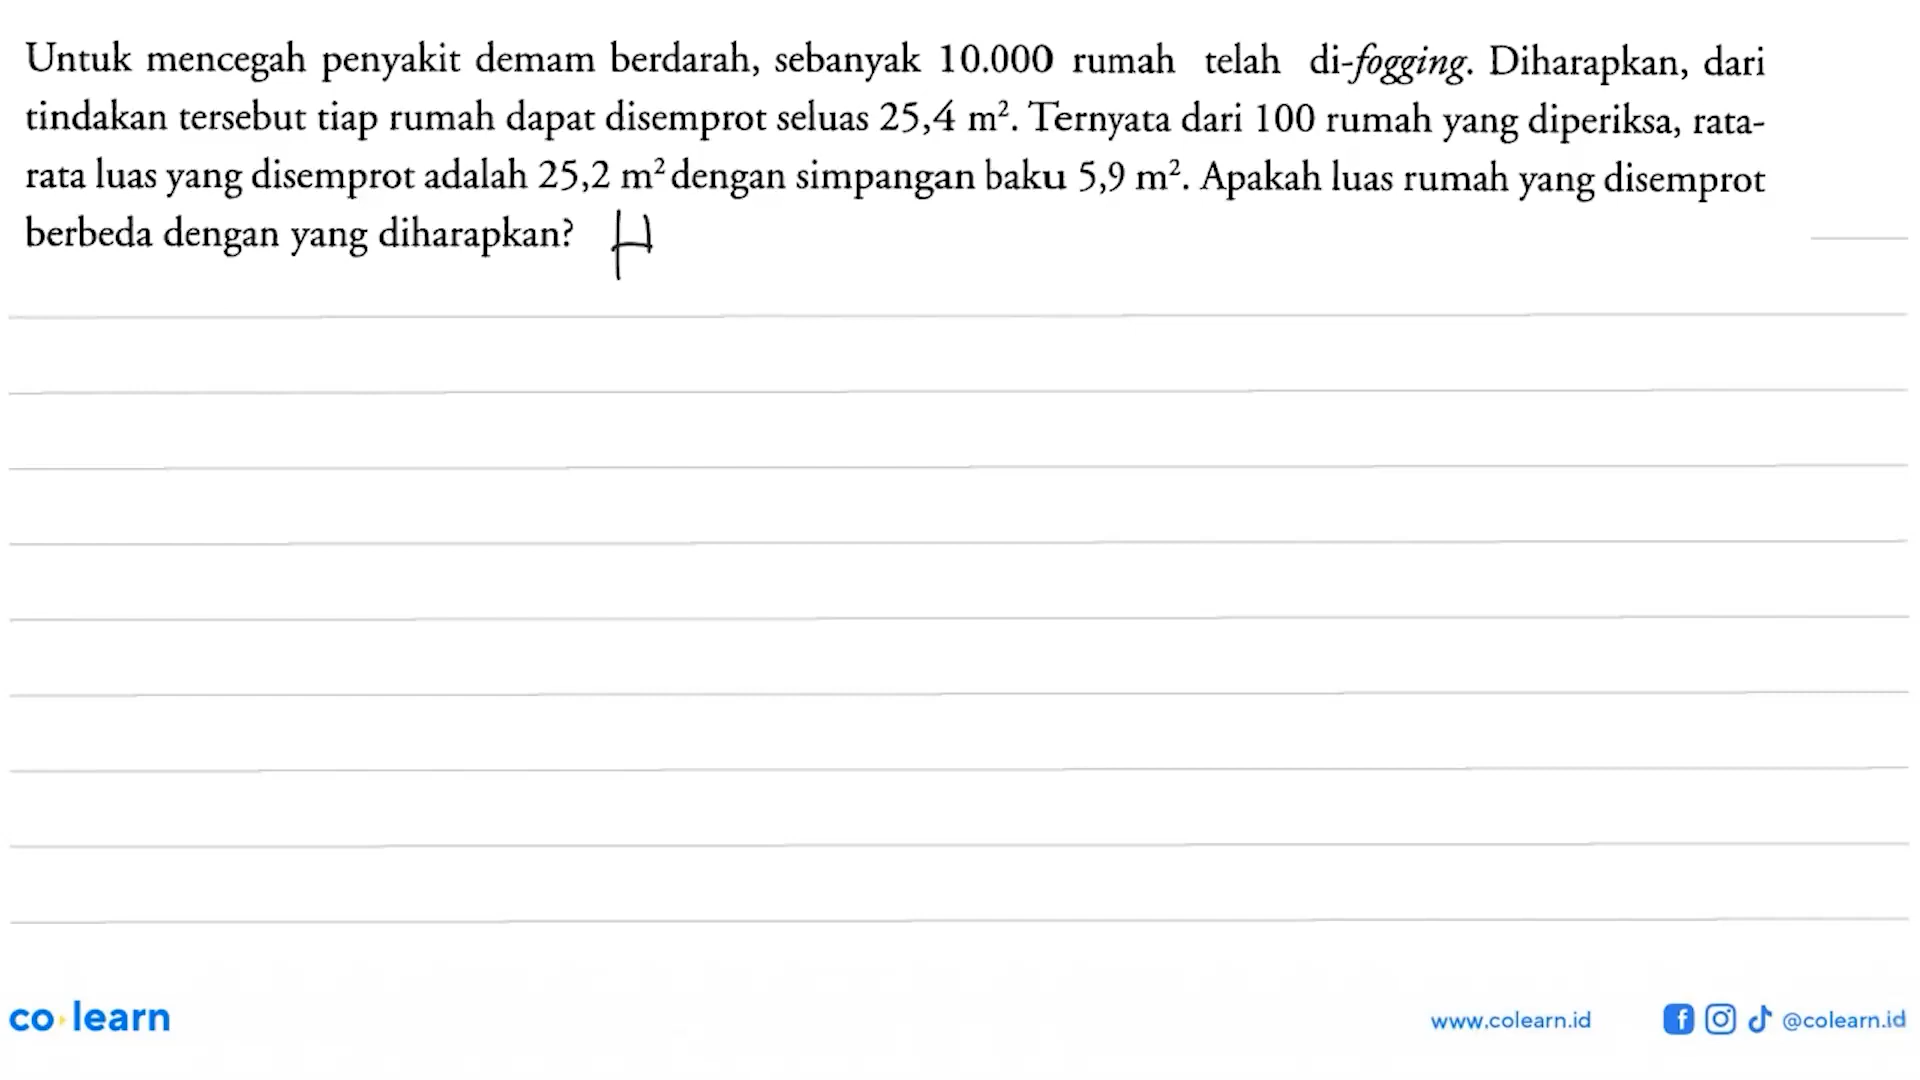 Untuk mencegah penyakit demam berdarah, sebanyak 10.000 rumah telah di-fogging. Diharapkan, dari
tindakan tersebut tiap rumah dapat disemprot seluas 25,4 m². Ternyata dari 100 rumah yang diperiksa, rata-
rata luas yang disemprot adalah 25,2 m² dengan simpangan baku 5,9 m². Apakah luas rumah yang disemprot
berbeda dengan yang diharapkan?
co learn
www.colearn.id
@colearn.id